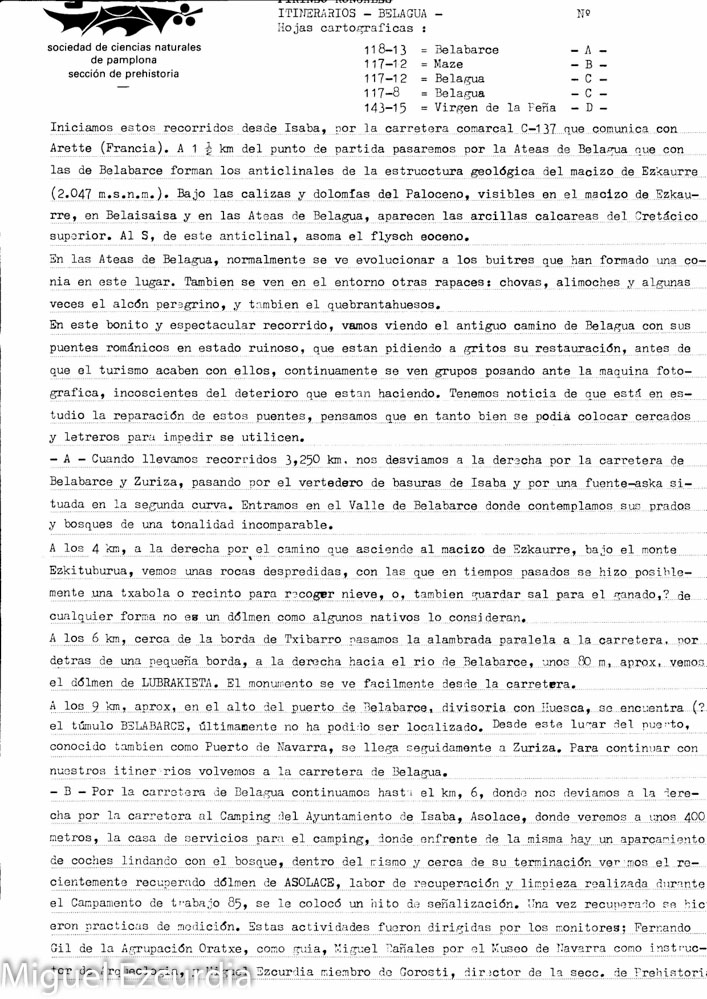 sociedad de ciencias naturales
de pamplona
sección de prehistoria
ITINERARIOS - BELAGUA -
Nº
Hojas cartograficas :
118-13 = Belabarce - A -
117-12 = Maze - B -
117-12 = Belagua - C -
117-8 = Belagua - C -
143-15 = Virgen de la Peña - D -
Iniciamos estos recorridos desde Isaba, por la carretera comarcal C-137 que comunica con
Arette (Francia). A 1 ½ km del punto de partida pasaremos por la Ateas de Belagua que con
las de Belabarce forman los anticlinales de la estrucctura geológica del macizo de Ezkaurre
(2.047 m.s.n.m.). Bajo las calizas y dolomías del Paloceno, visibles en el macizo de Ezkau-
rre, en Belaisaisa y en las Ateas de Belagua, aparecen las arcillas calcareas del Cretácico
superior. Al S, de este anticlinal, asoma el flysch eoceno.
En las Ateas de Belagua, normalmente se ve evolucionar a los buitres que han formado una co-
nia en este lugar. Tambien se ven en el entorno otras rapaces: chovas, alimoches y algunas
veces el alcón peregrino, y tambien el quebrantahuesos.
En este bonito y espectacular recorrido, vamos viendo el antiguo camino de Belagua con sus
puentes románicos en estado ruinoso, que estan pidiendo a gritos su restauración, antes de
que el turismo acaben con ellos, continuamente se ven grupos posando ante la maquina foto-
grafica, incoscientes del deterioro que estan haciendo. Tenemos noticia de que está en es-
tudio la reparación de estos puentes, pensamos que en tanto bien se podia colocar cercados
y letreros para impedir se utilicen.
- A - Cuando llevamos recorridos 3,250 km. nos desviamos a la derecha por la carretera de
Belabarce y Zuriza, pasando por el vertedero de basuras de Isaba y por una fuente-aska si-
tuada en la segunda curva. Entramos en el Valle de Belabarce donde contemplamos sus prados
y bosques de una tonalidad incomparable.
A los 4 km, a la derecha por el camino que asciende al macizo de Ezkaurre, bajo el monte
Ezkituburua, vemos unas rocas despredidas, con las que en tiempos pasados se hizo posible-
mente una txabola o recinto para recoger nieve, o, tambien guardar sal para el ganado,? de
cualquier forma no es un dólmen como algunos nativos lo consideran.
A los 6 km, cerca de la borda de Txibarro pasamos la alambrada paralela a la carretera, por
detras de una pequeña borda, a la derecha hacia el rio de Belabarce, unos 80 m, aprox, vemos
el dólmen de LUBRAKIETA. El monumento se ve facilmente desde la carretera.
A los 9 km, aprox, en el alto del puerto de Belabarce, divisoria con Huesca, se encuentra (?
el túmulo BELABARCE, últimamente no ha podido ser localizado. Desde este lugar del puerto,
conocido tambien como Puerto de Navarra, se llega seguidamente a Zuriza. Para continuar con
nuestros itinerarios volvemos a la carretera de Belagua.
- B - Por la carretera de Belagua continuamos hasta el km, 6, donde nos deviamos a la dere-
cha por la carretera al Camping del Ayuntamiento de Isaba, Asolace, donde veremos a unos 400
metros, la casa de servicios para el camping, donde enfrente de la misma hay un aparcamiento
de coches lindando con el bosque, dentro del mismo y cerca de su terminación veremos el re-
cientemente recuperado dólmen de ASOLACE, labor de recuperación y limpieza realizada durante
el Campamento de trabajo 85, se le colocó un hito de señalización. Una vez recuperado se hic
eron practicas de medición. Estas actividades fueron dirigidas por los monitores: Fernando
Gil de la Agrupación Oratxe, como guia, Miguel Bañales por el Museo de Navarra como instruc-
tor de Arqueologia, y Miguel Ezcurdia miembro de Gorosti, director de la secc. de Prehistori
Miguel Ezcurdia